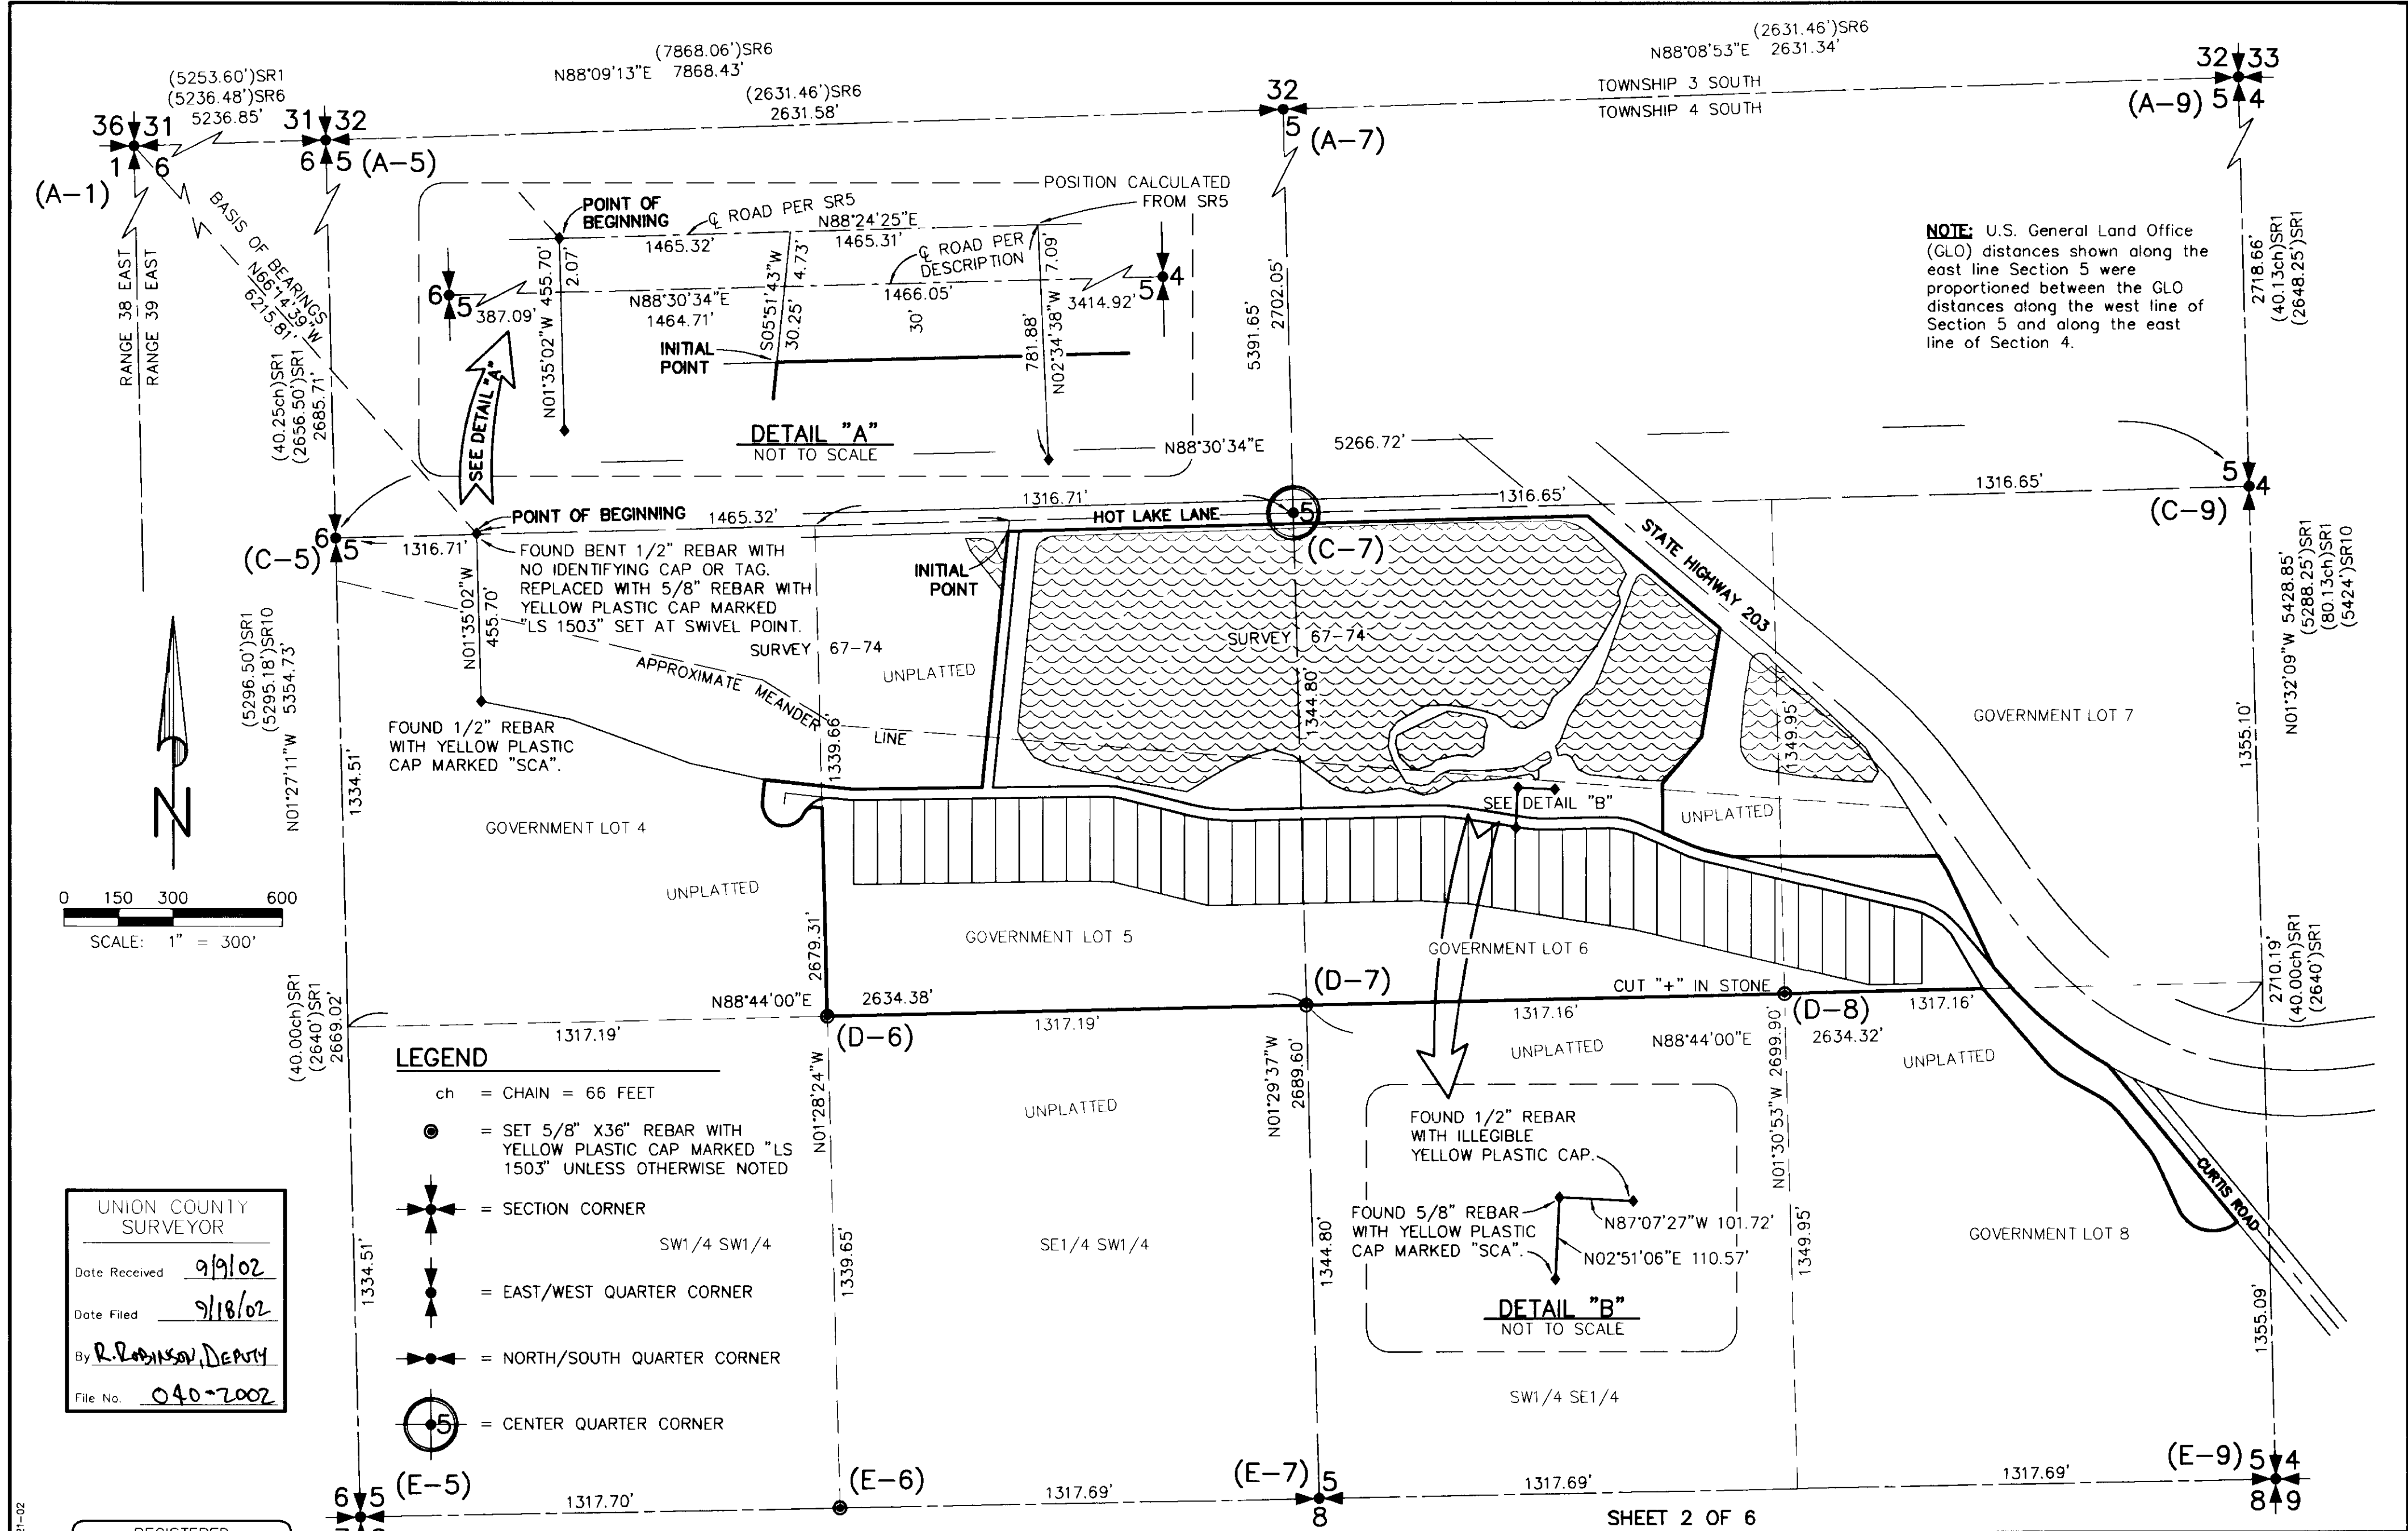 (7868.06')SR6
N88°09'13"E 7868.43'
(2631.46')SR6
N88°08'53"E 2631.34'
(5253.60')SR1
(5236.48')SR6
5236.85'
(2631.46')SR6
2631.58'
TOWNSHIP 3 SOUTH
TOWNSHIP 4 SOUTH
36 31
1 6
(A-1)
31 32
6 5 (A-5)
32
5
(A-7)
32 33
5 4
(A-9)
RANGE 38 EAST
RANGE 39 EAST
BASIS OF BEARINGS
N66°14'39"W
6215.81'
(40.25ch)SR1
(2656.50')SR1
2685.71'
POINT OF
BEGINNING
℄ ROAD PER SR5
N88°24'25"E
1465.32'
1465.31'
POSITION CALCULATED
FROM SR5
℄ ROAD PER
DESCRIPTION
N01°35'02"W 455.70'
2.07'
S05°51'43"W
4.73'
30.25'
7.09'
781.88'
N02°34'38"W
6
5
387.09'
N88°30'34"E
1464.71'
1466.05'
30'
3414.92'
5
4
INITIAL
POINT
DETAIL "A"
NOT TO SCALE
SEE DETAIL "A"
5391.65'
2702.05'
NOTE: U.S. General Land Office
(GLO) distances shown along the
east line Section 5 were
proportioned between the GLO
distances along the west line of
Section 5 and along the east
line of Section 4.
2718.66'
(40.13ch)SR1
(2648.25')SR1
N88°30'34"E
5266.72'
1316.71'
1316.65'
1316.65'
5
4
(C-9)
6
5
(C-5)
1316.71'
POINT OF BEGINNING
1465.32'
HOT LAKE LANE
5
(C-7)
FOUND BENT 1/2" REBAR WITH
NO IDENTIFYING CAP OR TAG.
REPLACED WITH 5/8" REBAR WITH
YELLOW PLASTIC CAP MARKED
"LS 1503" SET AT SWIVEL POINT.
N01°35'02"W
455.70'
INITIAL
POINT
SURVEY 67-74
UNPLATTED
APPROXIMATE MEANDER
LINE
SURVEY 67-74
STATE HIGHWAY 203
FOUND 1/2" REBAR
WITH YELLOW PLASTIC
CAP MARKED "SCA".
(5296.50')SR1
(5295.18')SR10
N01°27'11"W 5354.73'
1334.51'
1339.66'
1344.80'
1349.95'
GOVERNMENT LOT 7
1355.10'
N01°32'09"W 5428.85'
(5288.25')SR1
(80.13ch)SR1
(5424')SR10
N
0 150 300 600
SCALE: 1" = 300'
GOVERNMENT LOT 4
UNPLATTED
SEE DETAIL "B"
UNPLATTED
GOVERNMENT LOT 5
GOVERNMENT LOT 6
2679.31'
N88°44'00"E
2634.38'
(D-7)
CUT "+" IN STONE
(D-8)
1317.16'
1317.19'
(D-6)
1317.19'
1317.16'
N88°44'00"E
2634.32'
UNPLATTED
UNPLATTED
2710.19'
(40.00ch)SR1
(2640')SR1
(40.00ch)SR1
(2640')SR1
2669.02'
LEGEND
ch = CHAIN = 66 FEET
= SET 5/8" X36" REBAR WITH
YELLOW PLASTIC CAP MARKED "LS
1503" UNLESS OTHERWISE NOTED
= SECTION CORNER
= EAST/WEST QUARTER CORNER
= NORTH/SOUTH QUARTER CORNER
5 = CENTER QUARTER CORNER
N01°28'24"W
UNPLATTED
N01°29'37"W
2689.60'
N01°30'53"W 2699.90'
FOUND 1/2" REBAR
WITH ILLEGIBLE
YELLOW PLASTIC CAP.
FOUND 5/8" REBAR
WITH YELLOW PLASTIC
CAP MARKED "SCA".
N87°07'27"W 101.72'
N02°51'06"E 110.57'
DETAIL "B"
NOT TO SCALE
CURTIS ROAD
GOVERNMENT LOT 8
UNION COUNTY
SURVEYOR
Date Received 9/9/02
Date Filed 9/18/02
By R. ROBINSON, DEPUTY
File No. 040-2002
1334.51'
SW1/4 SW1/4
1339.65'
SE1/4 SW1/4
1344.80'
1349.95'
SW1/4 SE1/4
1355.09'
6 5
(E-5)
1317.70'
(E-6)
1317.69'
(E-7)
5
8
1317.69'
1317.69'
(E-9) 5 4
8 9
SHEET 2 OF 6
21-02